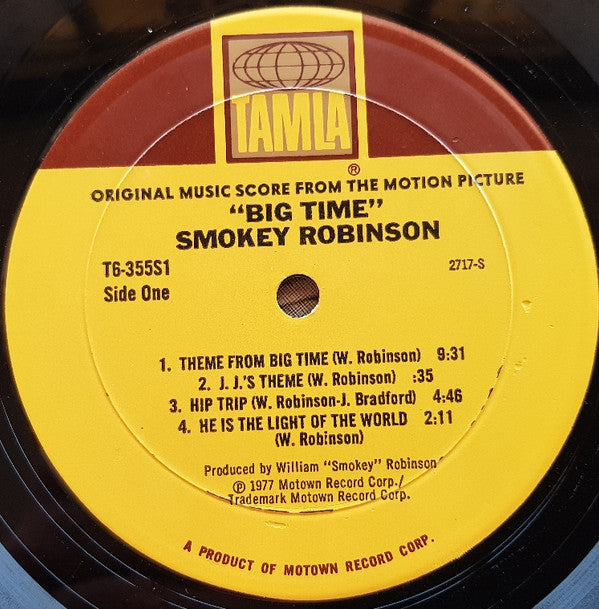 TAMLA
®
ORIGINAL MUSIC SCORE FROM THE MOTION PICTURE
"BIG TIME"
SMOKEY ROBINSON
T6-355S1 2717-S
Side One
1. THEME FROM BIG TIME (W. Robinson) 9:31
2. J. J.'S THEME (W. Robinson) :35
3. HIP TRIP (W. Robinson-J. Bradford) 4:46
4. HE IS THE LIGHT OF THE WORLD 2:11
(W. Robinson)
Produced by William "Smokey" Robinson
℗ 1977 Motown Record Corp./
Trademark Motown Record Corp.
A PRODUCT OF MOTOWN RECORD CORP.